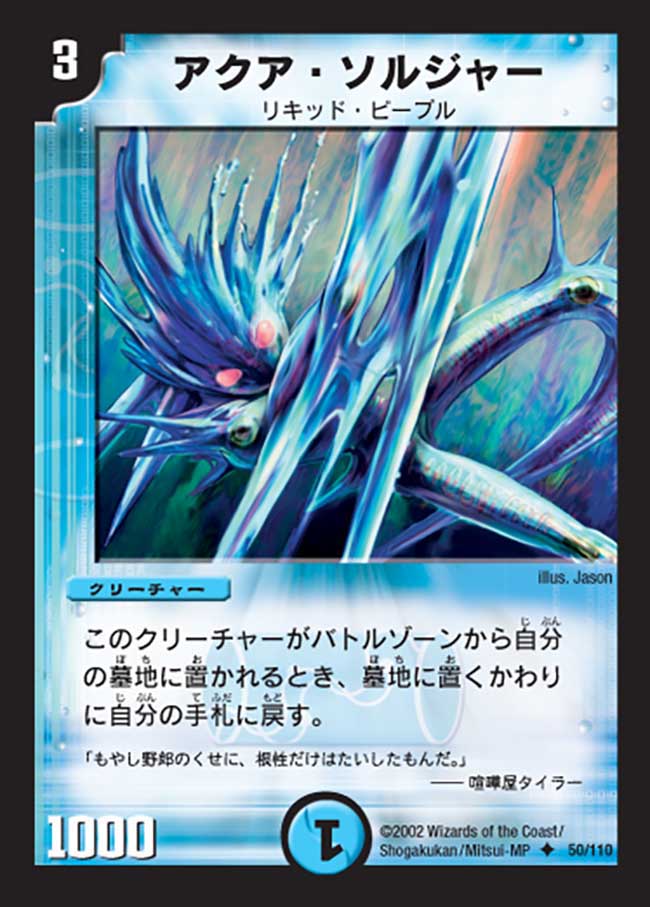 3
アクア・ソルジャー
リキッド・ピープル
illus. Jason
クリーチャー
このクリーチャーがバトルゾーンから自分
の墓地に置かれるとき、墓地に置くかわり
に自分の手札に戻す。
「もやし野郎のくせに、根性だけはたいしたもんだ。」
―― 喧嘩屋タイラー
1000
1
©2002 Wizards of the Coast/
Shogakukan/Mitsui-MP 50/110